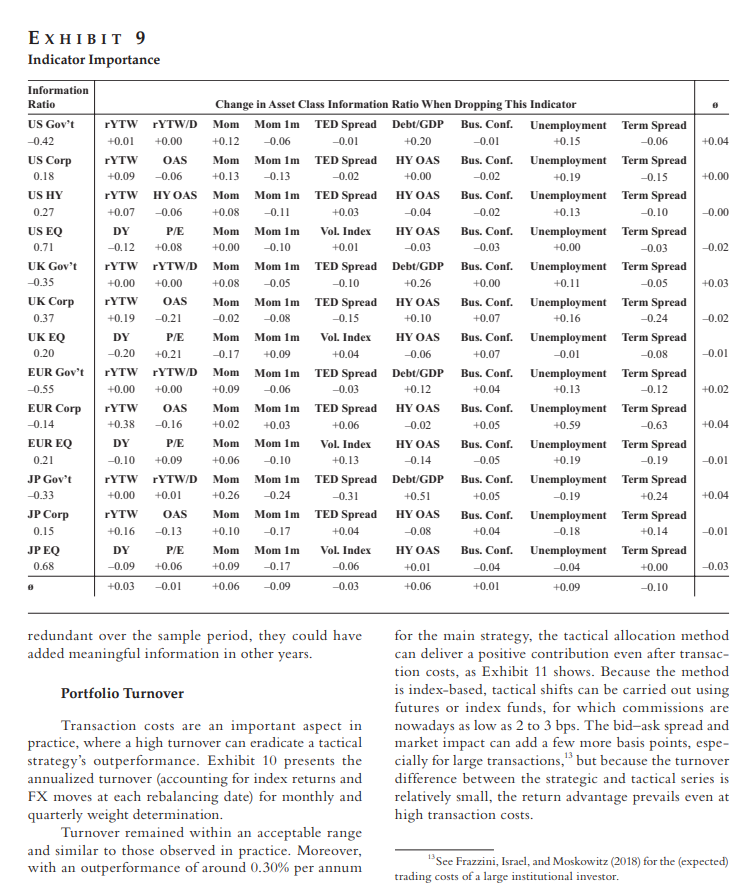 EXHIBIT 9
Indicator Importance
Information Ratio Change in Asset Class Information Ratio When Dropping This Indicator ø
US Gov't rYTW rYTW/D Mom Mom 1m TED Spread Debt/GDP Bus. Conf. Unemployment Term Spread
–0.42 +0.01 +0.00 +0.12 –0.06 –0.01 +0.20 –0.01 +0.15 –0.06 +0.04
US Corp rYTW OAS Mom Mom 1m TED Spread HY OAS Bus. Conf. Unemployment Term Spread
0.18 +0.09 –0.06 +0.13 –0.13 –0.02 +0.00 –0.02 +0.19 –0.15 +0.00
US HY rYTW HY OAS Mom Mom 1m TED Spread HY OAS Bus. Conf. Unemployment Term Spread
0.27 +0.07 –0.06 +0.08 –0.11 +0.03 –0.04 –0.02 +0.13 –0.10 –0.00
US EQ DY P/E Mom Mom 1m Vol. Index HY OAS Bus. Conf. Unemployment Term Spread
0.71 –0.12 +0.08 +0.00 –0.10 +0.01 –0.03 –0.03 +0.00 –0.03 –0.02
UK Gov't rYTW rYTW/D Mom Mom 1m TED Spread Debt/GDP Bus. Conf. Unemployment Term Spread
–0.35 +0.00 +0.00 +0.08 –0.05 –0.10 +0.26 +0.00 +0.11 –0.05 +0.03
UK Corp rYTW OAS Mom Mom 1m TED Spread HY OAS Bus. Conf. Unemployment Term Spread
0.37 +0.19 –0.21 –0.02 –0.08 –0.15 +0.10 +0.07 +0.16 –0.24 –0.02
UK EQ DY P/E Mom Mom 1m Vol. Index HY OAS Bus. Conf. Unemployment Term Spread
0.20 –0.20 +0.21 –0.17 +0.09 +0.04 –0.06 +0.07 –0.01 –0.08 –0.01
EUR Gov't rYTW rYTW/D Mom Mom 1m TED Spread Debt/GDP Bus. Conf. Unemployment Term Spread
–0.55 +0.00 +0.00 +0.09 –0.06 –0.03 +0.12 +0.04 +0.13 –0.12 +0.02
EUR Corp rYTW OAS Mom Mom 1m TED Spread HY OAS Bus. Conf. Unemployment Term Spread
–0.14 +0.38 –0.16 +0.02 +0.03 +0.06 –0.02 +0.05 +0.59 –0.63 +0.04
EUR EQ DY P/E Mom Mom 1m Vol. Index HY OAS Bus. Conf. Unemployment Term Spread
0.21 –0.10 +0.09 +0.06 –0.10 +0.13 –0.14 –0.05 +0.19 –0.19 –0.01
JP Gov't rYTW rYTW/D Mom Mom 1m TED Spread Debt/GDP Bus. Conf. Unemployment Term Spread
–0.33 +0.00 +0.01 +0.26 –0.24 –0.31 +0.51 +0.05 –0.19 +0.24 +0.04
JP Corp rYTW OAS Mom Mom 1m TED Spread HY OAS Bus. Conf. Unemployment Term Spread
0.15 +0.16 –0.13 +0.10 –0.17 +0.04 –0.08 +0.04 –0.18 +0.14 –0.01
JP EQ DY P/E Mom Mom 1m Vol. Index HY OAS Bus. Conf. Unemployment Term Spread
0.68 –0.09 +0.06 +0.09 –0.17 –0.06 +0.01 –0.04 –0.04 +0.00 –0.03
ø +0.03 –0.01 +0.06 –0.09 –0.03 +0.06 +0.01 +0.09 –0.10
redundant over the sample period, they could have
added meaningful information in other years.
Portfolio Turnover
Transaction costs are an important aspect in
practice, where a high turnover can eradicate a tactical
strategy's outperformance. Exhibit 10 presents the
annualized turnover (accounting for index returns and
FX moves at each rebalancing date) for monthly and
quarterly weight determination.
Turnover remained within an acceptable range
and similar to those observed in practice. Moreover,
with an outperformance of around 0.30% per annum
for the main strategy, the tactical allocation method
can deliver a positive contribution even after transac-
tion costs, as Exhibit 11 shows. Because the method
is index-based, tactical shifts can be carried out using
futures or index funds, for which commissions are
nowadays as low as 2 to 3 bps. The bid–ask spread and
market impact can add a few more basis points, espe-
cially for large transactions,13 but because the turnover
difference between the strategic and tactical series is
relatively small, the return advantage prevails even at
high transaction costs.
13See Frazzini, Israel, and Moskowitz (2018) for the (expected)
trading costs of a large institutional investor.